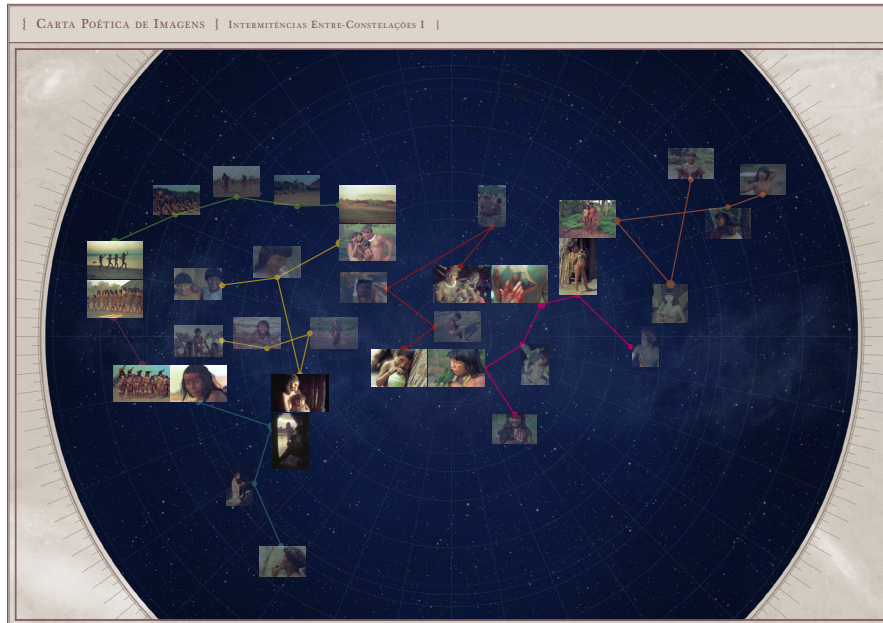 { Carta Poética de Imagens } Intermitências Entre-Constelações I ]